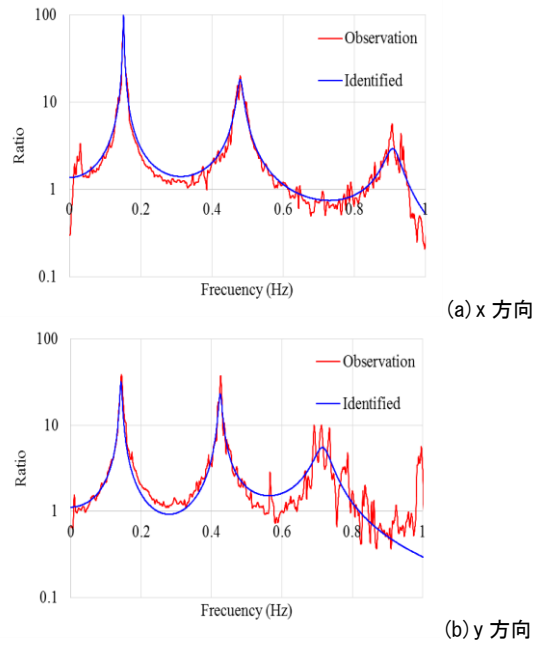 100
10
1
0.1
Ratio
Observation
Identified
0 0.2 0.4 0.6 0.8 1
Frecuency (Hz)
(a) x 方向
100
10
1
0.1
Ratio
Observation
Identified
0 0.2 0.4 0.6 0.8 1
Frecuency (Hz)
(b) y 方向